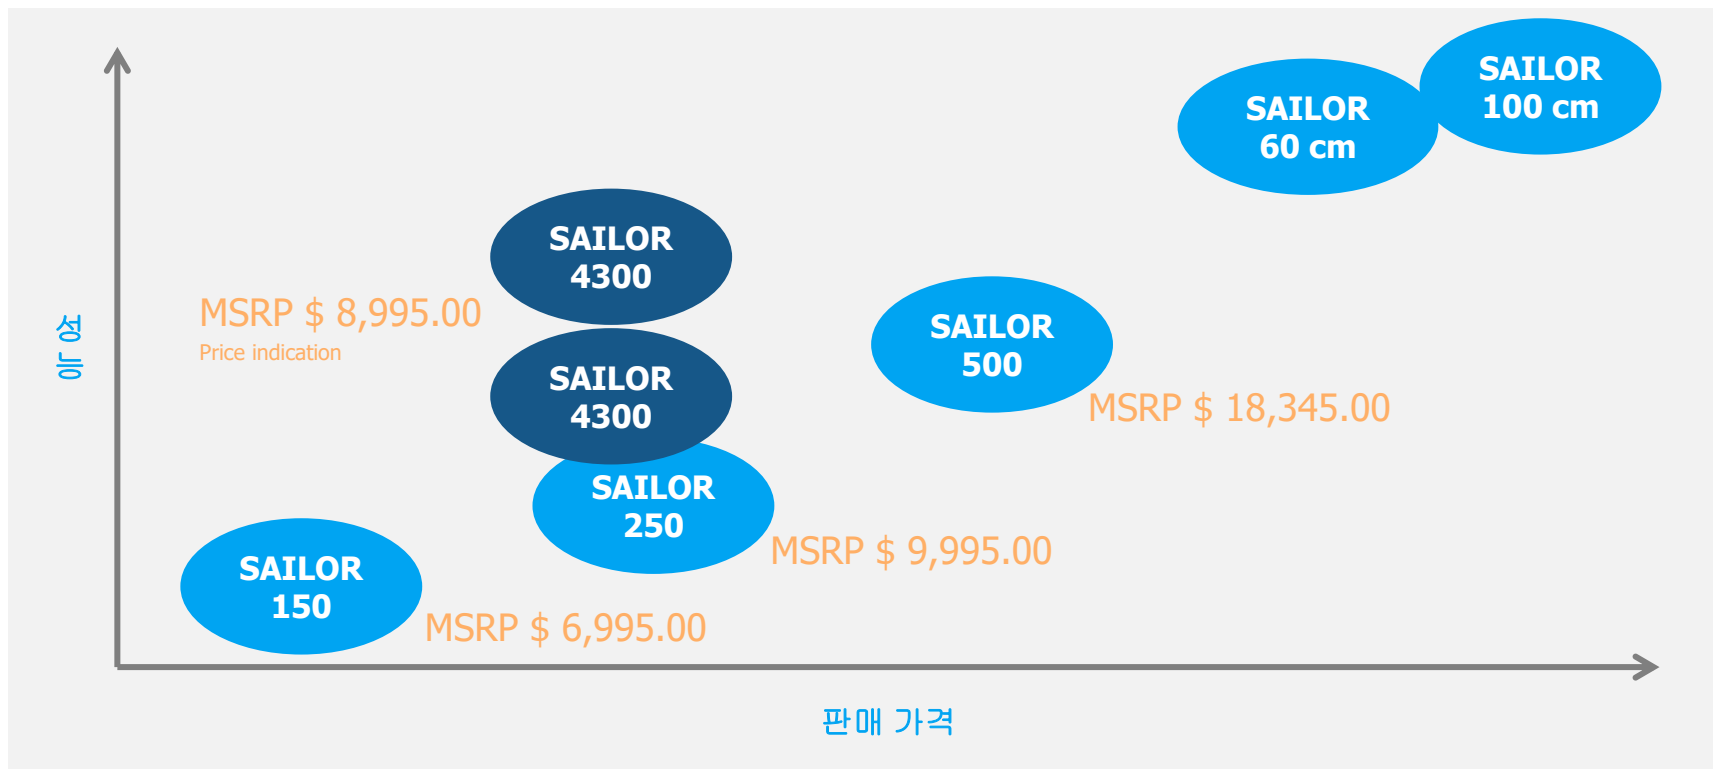 SAILOR
100 cm
SAILOR
60 cm
SAILOR
4300
MSRP $ 8,995.00
Price indication
성능
SAILOR
500
MSRP $ 18,345.00
SAILOR
4300
SAILOR
250
MSRP $ 9,995.00
SAILOR
150
MSRP $ 6,995.00
판매 가격